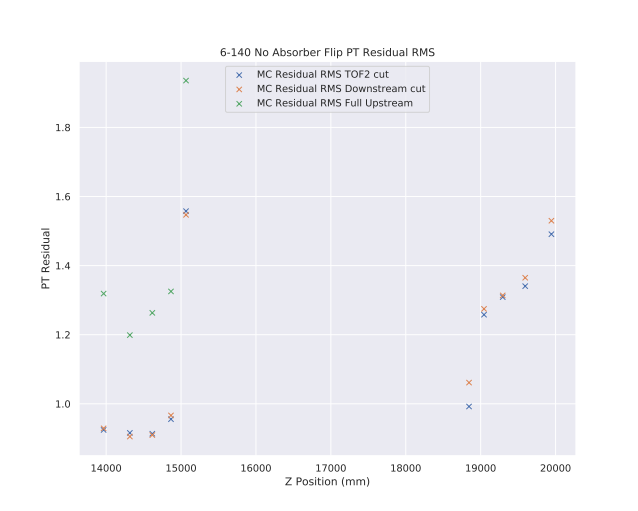 6-140 No Absorber Flip PT Residual RMS
MC Residual RMS TOF2 cut
MC Residual RMS Downstream cut
MC Residual RMS Full Upstream
1.8
1.6
1.4
1.2
1.0
PT Residual
14000 15000 16000 17000 18000 19000 20000
Z Position (mm)